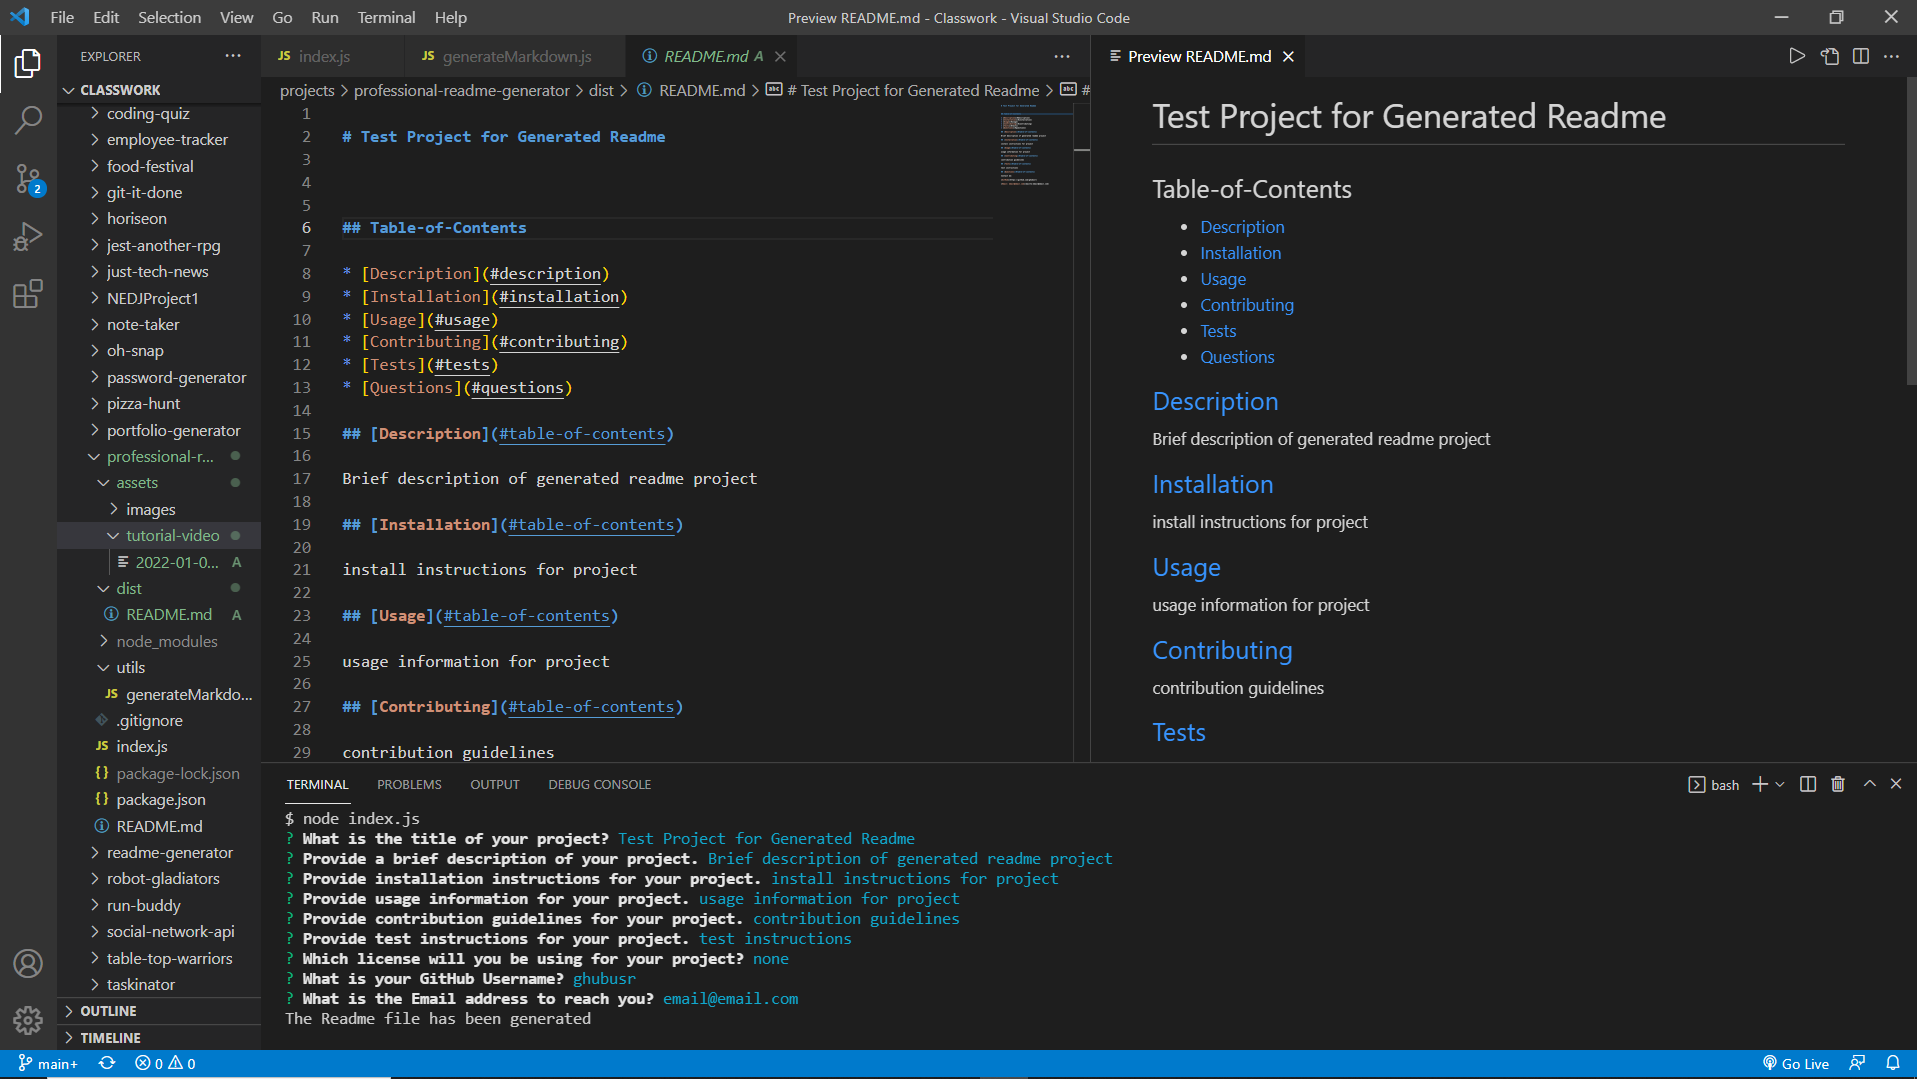 File Edit Selection View Go Run Terminal Help
Preview README.md - Classwork - Visual Studio Code
EXPLORER
CLASSWORK
coding-quiz
employee-tracker
food-festival
git-it-done
horiseon
jest-another-rpg
just-tech-news
NEDJProject1
note-taker
oh-snap
password-generator
pizza-hunt
portfolio-generator
professional-r...
assets
images
tutorial-video
2022-01-0... A
dist
README.md A
node_modules
utils
JS generateMarkdo...
.gitignore
JS index.js
{} package-lock.json
{} package.json
README.md
readme-generator
robot-gladiators
run-buddy
social-network-api
table-top-warriors
taskinator
OUTLINE
TIMELINE
2
JS index.js
JS generateMarkdown.js
README.md A
projects > professional-readme-generator > dist > README.md > # Test Project for Generated Readme > #
1
2 # Test Project for Generated Readme
3
4
5
6 ## Table-of-Contents
7
8 * [Description](#description)
9 * [Installation](#installation)
10 * [Usage](#usage)
11 * [Contributing](#contributing)
12 * [Tests](#tests)
13 * [Questions](#questions)
14
15 ## [Description](#table-of-contents)
16
17 Brief description of generated readme project
18
19 ## [Installation](#table-of-contents)
20
21 install instructions for project
22
23 ## [Usage](#table-of-contents)
24
25 usage information for project
26
27 ## [Contributing](#table-of-contents)
28
29 contribution guidelines
Preview README.md
Test Project for Generated Readme
Table-of-Contents
• Description
• Installation
• Usage
• Contributing
• Tests
• Questions
Description
Brief description of generated readme project
Installation
install instructions for project
Usage
usage information for project
Contributing
contribution guidelines
Tests
TERMINAL PROBLEMS OUTPUT DEBUG CONSOLE
bash
$ node index.js
? What is the title of your project? Test Project for Generated Readme
? Provide a brief description of your project. Brief description of generated readme project
? Provide installation instructions for your project. install instructions for project
? Provide usage information for your project. usage information for project
? Provide contribution guidelines for your project. contribution guidelines
? Provide test instructions for your project. test instructions
? Which license will you be using for your project? none
? What is your GitHub Username? ghubusr
? What is the Email address to reach you? email@email.com
The Readme file has been generated
main+ 0 0
Go Live